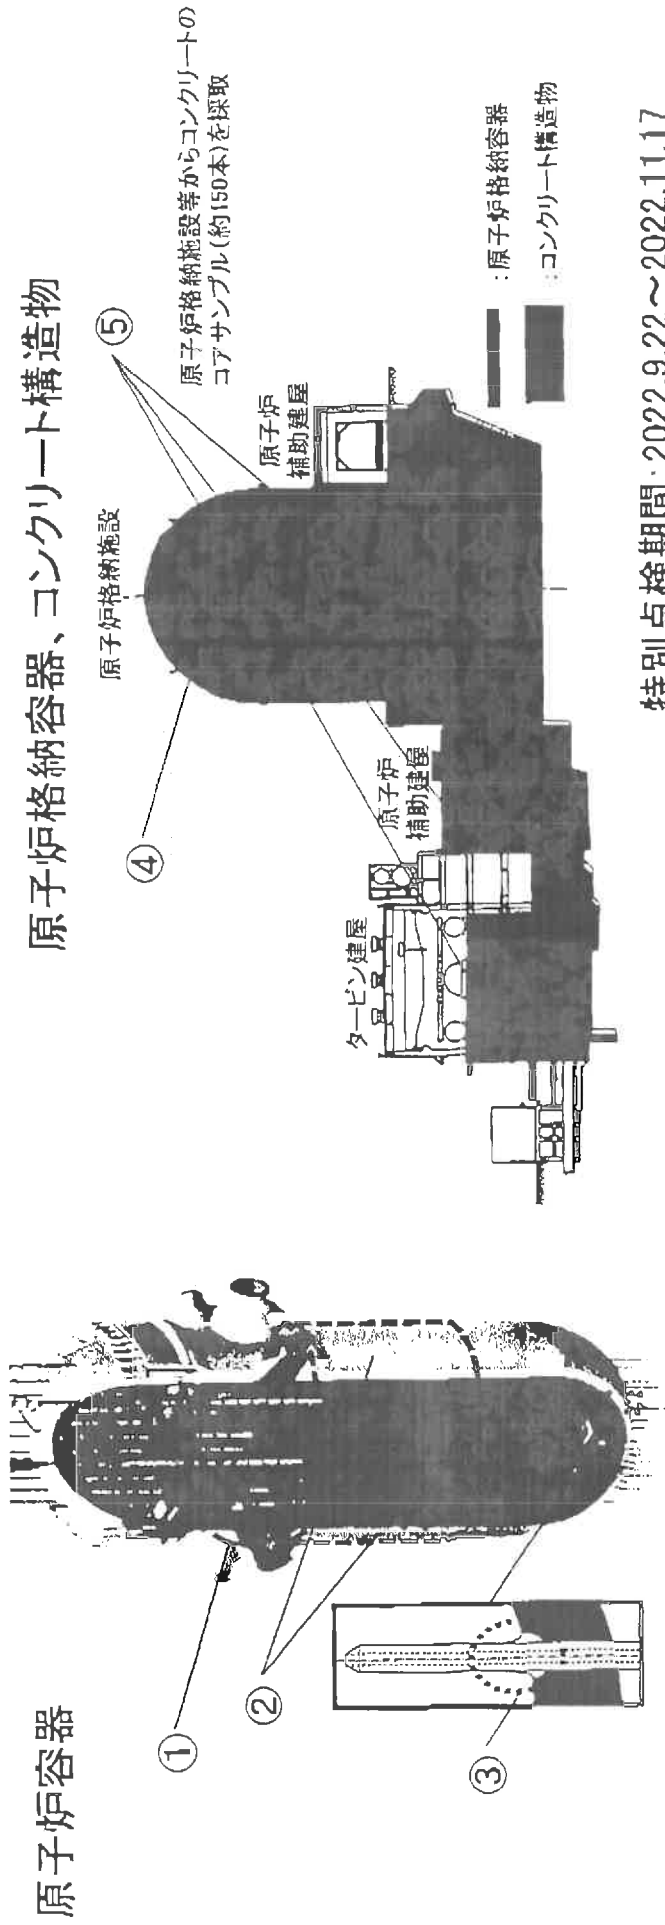 原子炉容器
①
②
③
原子炉格納容器、コンクリート構造物
④
⑤
原子炉格納施設
原子炉格納施設等からコンクリートの
コアサンプル(約150本)を採取
原子炉
補助建屋
原子炉
補助建屋
タービン建屋
:原子炉格納容器
:コンクリート構造物
特別点検期間:2022.9.22～2022.11.17